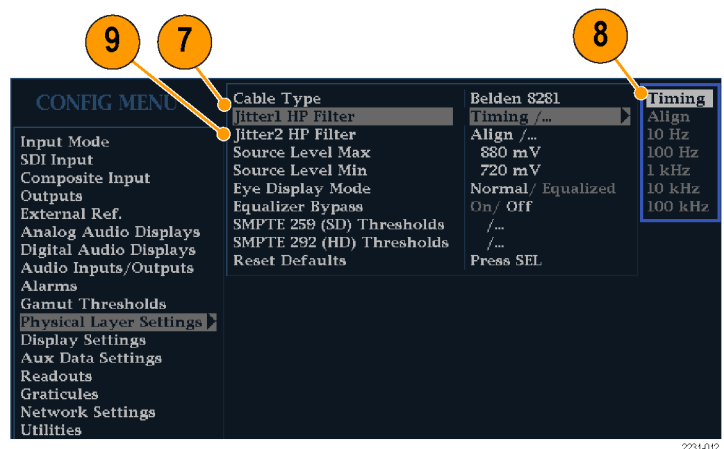 9 7 8
CONFIG MENU
Input Mode
SDI Input
Composite Input
Outputs
External Ref.
Analog Audio Displays
Digital Audio Displays
Audio Inputs/Outputs
Alarms
Gamut Thresholds
Physical Layer Settings
Display Settings
Aux Data Settings
Readouts
Graticules
Network Settings
Utilities
Cable Type Belden 8281
Jitter1 HP Filter Timing /...
Jitter2 HP Filter Align /...
Source Level Max 880 mV
Source Level Min 720 mV
Eye Display Mode Normal/ Equalized
Equalizer Bypass On/ Off
SMPTE 259 (SD) Thresholds /...
SMPTE 292 (HD) Thresholds /...
Reset Defaults Press SEL
Timing
Align
10 Hz
100 Hz
1 kHz
10 kHz
100 kHz
2231-012